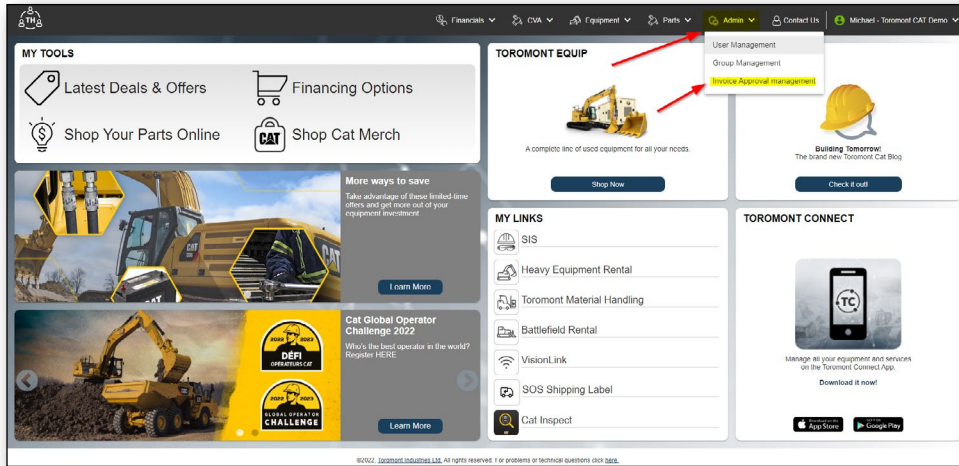 TH
Financials
CVA
Equipment
Parts
Admin
Contact Us
Michael - Toromont CAT Demo
User Management
Group Management
Invoice Approval management
MY TOOLS
Latest Deals & Offers
Financing Options
Shop Your Parts Online
CAT
Shop Cat Merch
TOROMONT EQUIP
A complete line of used equipment for all your needs.
Shop Now
Building Tomorrow!
The brand new Toromont Cat Blog
Check it out!
More ways to save
Take advantage of these limited-time
offers and get more out of your
equipment investment
Learn More
CAT
Cat Global Operator
Challenge 2022
Who's the best operator in the world?
Register HERE
Learn More
2022 2023
DÉFI
OPÉRATEURS CAT
2022 2023
GLOBAL OPERATOR
CHALLENGE
MY LINKS
SIS
Heavy Equipment Rental
Toromont Material Handling
Battlefield Rental
VisionLink
SOS Shipping Label
Cat Inspect
TOROMONT CONNECT
TC
Manage all your equipment and services
on the Toromont Connect App.
Download it now!
App Store
Google Play
©2022, Toromont Industries Ltd, All rights reserved. For problems or technical questions click here.